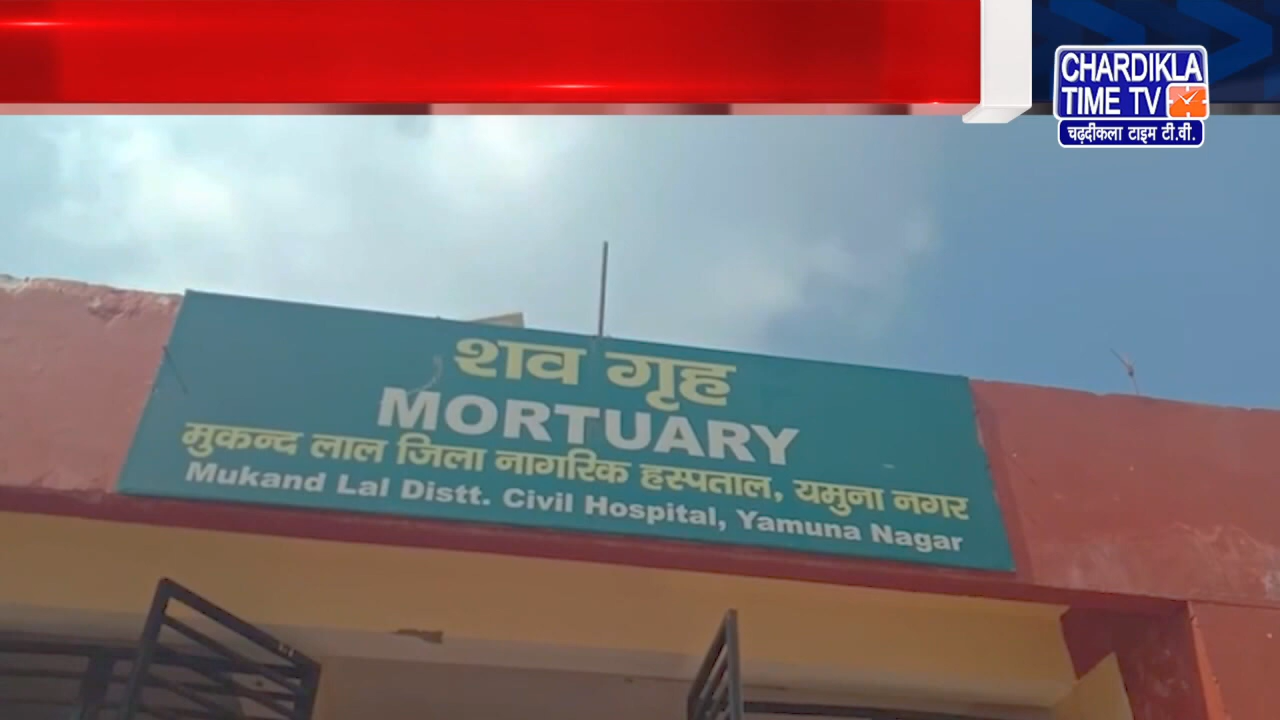 CHARDIKLA
TIME TV
चढ़दीकला टाइम टी.वी.
शव गृह
MORTUARY
मुकन्द लाल जिला नागरिक हस्पताल, यमुना नगर
Mukand Lal Distt. Civil Hospital, Yamuna Nagar